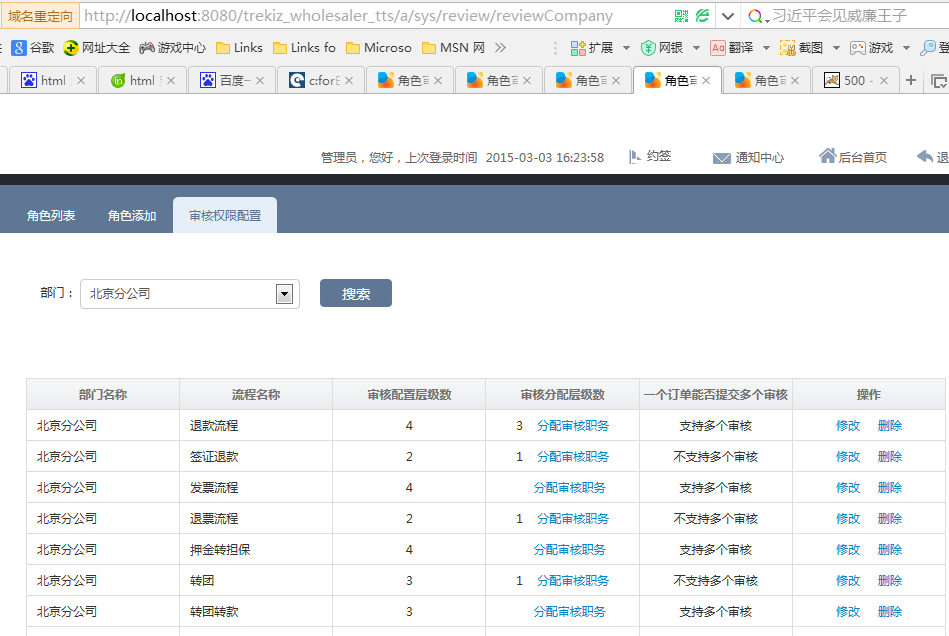 域名重定向 http://localhost:8080/trekiz_wholesaler_tts/a/sys/review/reviewCompany 习近平会见威廉王子
谷歌 网址大全 游戏中心 Links Links fo Microso MSN 网 >> 扩展 网银 翻译 截图 游戏 登
html html 百度一 c:forE 角色管 角色管 角色管 角色管 角色管 500 -
管理员，您好，上次登录时间 2015-03-03 16:23:58 约签 通知中心 后台首页 退
角色列表 角色添加 审核权限配置
部门： 北京分公司 搜索
部门名称 流程名称 审核配置层级数 审核分配层级数 一个订单能否提交多个审核 操作
北京分公司 退款流程 4 3 分配审核职务 支持多个审核 修改 删除
北京分公司 签证退款 2 1 分配审核职务 不支持多个审核 修改 删除
北京分公司 发票流程 4 分配审核职务 支持多个审核 修改 删除
北京分公司 退票流程 2 1 分配审核职务 不支持多个审核 修改 删除
北京分公司 押金转担保 4 分配审核职务 支持多个审核 修改 删除
北京分公司 转团 3 1 分配审核职务 不支持多个审核 修改 删除
北京分公司 转团转款 3 分配审核职务 支持多个审核 修改 删除